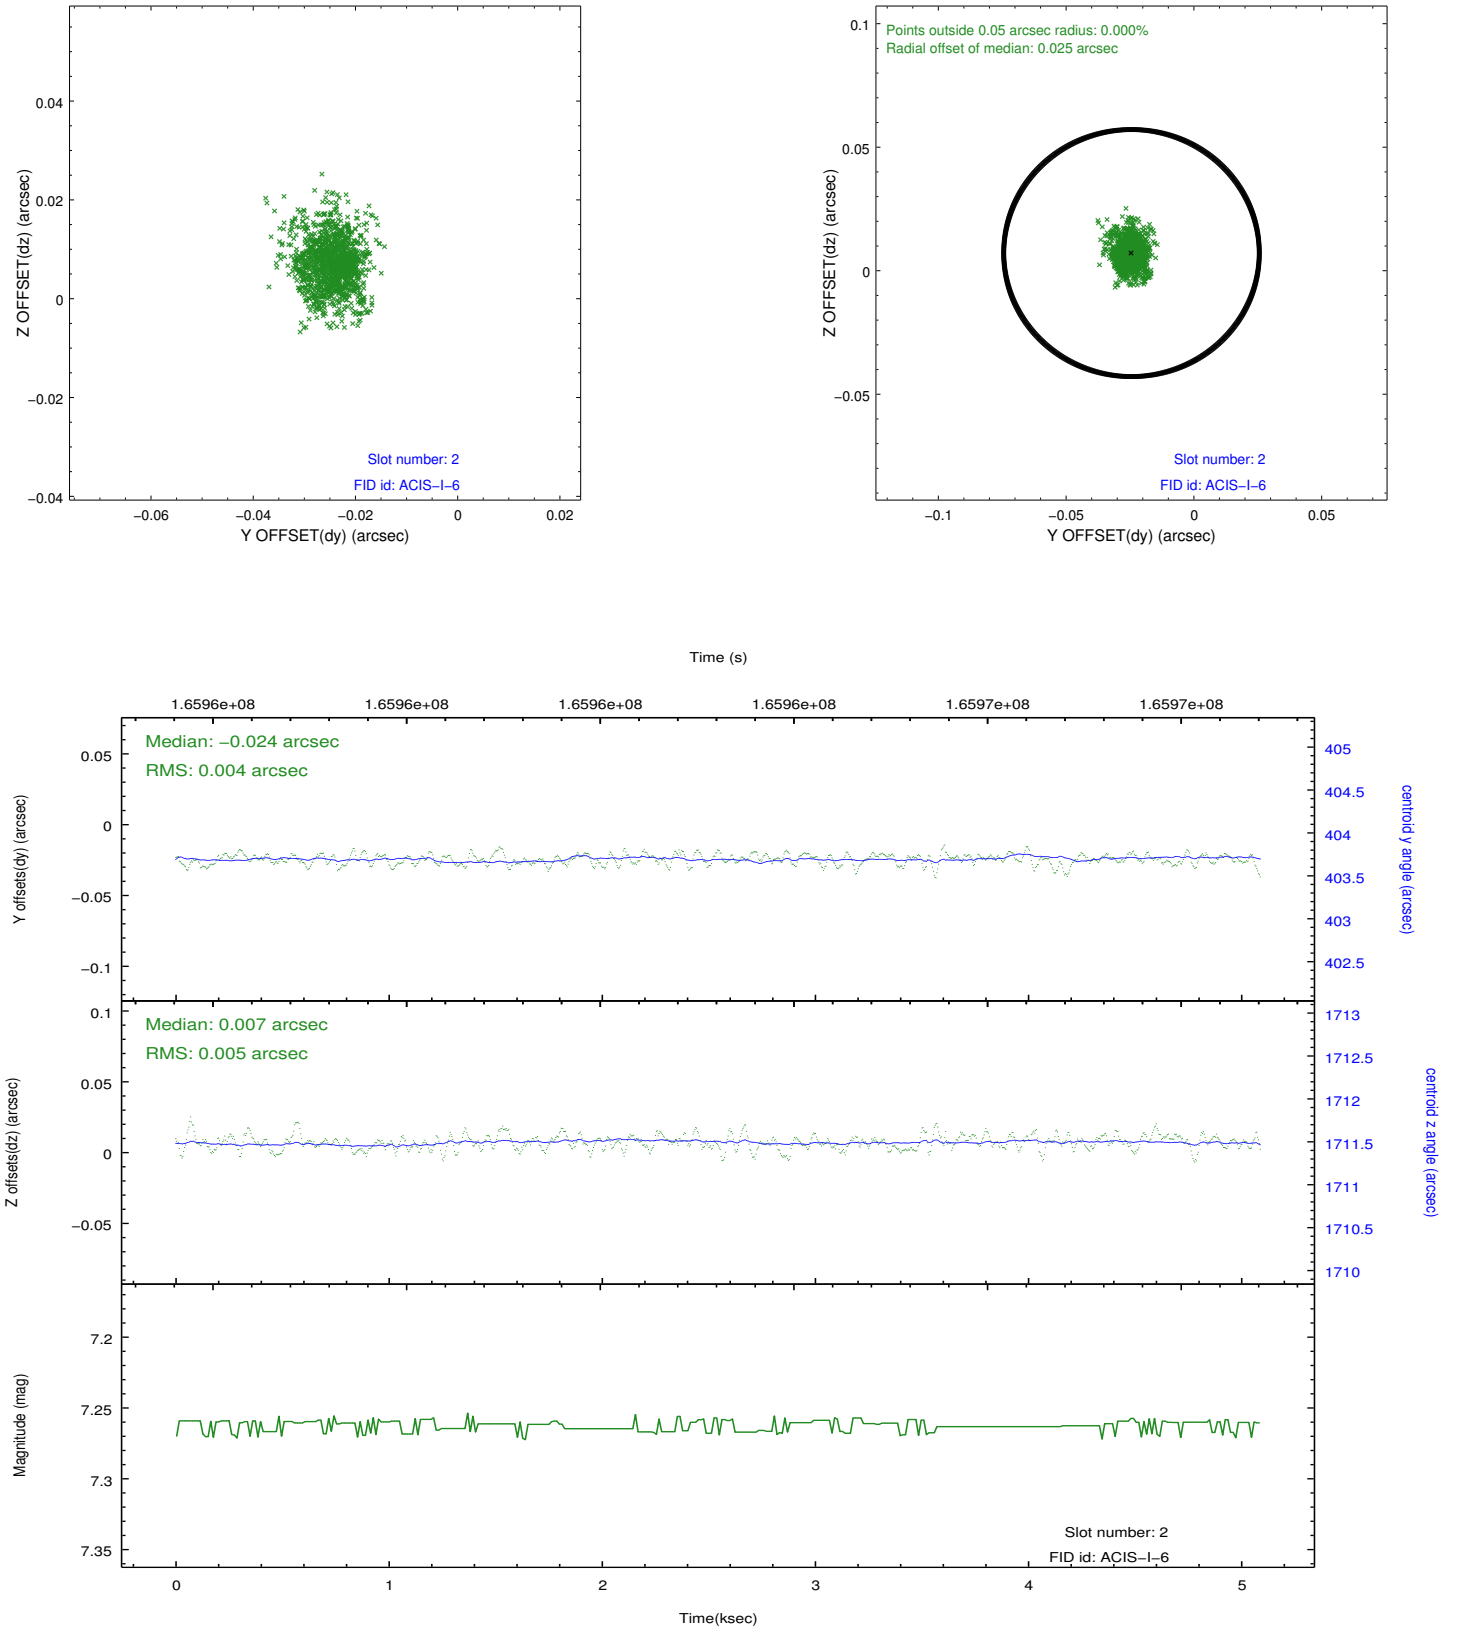 0.04
0.02
0
−0.02
−0.04
Z OFFSET(dz) (arcsec)
Slot number: 2
FID id: ACIS−I−6
−0.06
−0.04
−0.02
0
0.02
Y OFFSET(dy) (arcsec)
Points outside 0.05 arcsec radius: 0.000%
Radial offset of median: 0.025 arcsec
0.1
0.05
0
−0.05
Z OFFSET(dz) (arcsec)
Slot number: 2
FID id: ACIS−I−6
−0.1
−0.05
0
0.05
Y OFFSET(dy) (arcsec)
Time (s)
1.6596e+08
1.6596e+08
1.6596e+08
1.6596e+08
1.6597e+08
1.6597e+08
Median: −0.024 arcsec
RMS: 0.004 arcsec
0.05
0
−0.05
−0.1
Y offsets(dy) (arcsec)
405
404.5
404
403.5
403
402.5
centroid y angle (arcsec)
Median: 0.007 arcsec
RMS: 0.005 arcsec
0.1
0.05
0
−0.05
Z offsets(dz) (arcsec)
1713
1712.5
1712
1711.5
1711
1710.5
1710
centroid z angle (arcsec)
7.2
7.25
7.3
7.35
Magnitude (mag)
Slot number: 2
FID id: ACIS−I−6
0
1
2
3
4
5
Time(ksec)